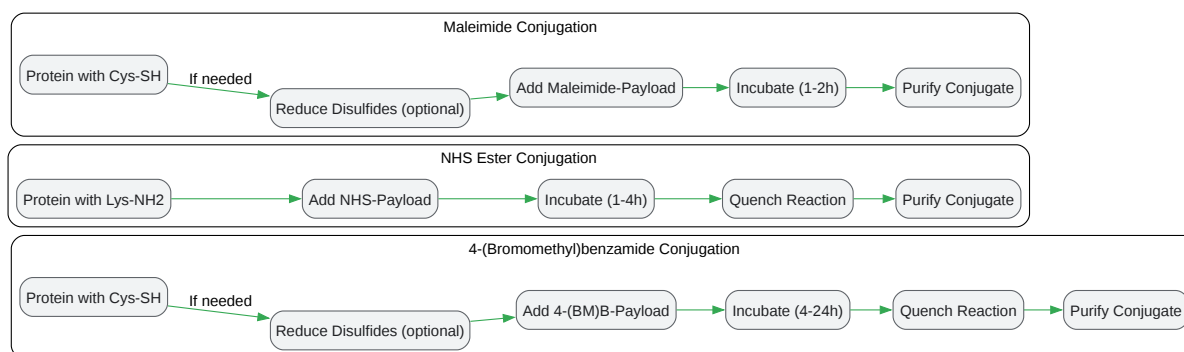 Maleimide Conjugation
Protein with Cys-SH
If needed
Reduce Disulfides (optional)
Add Maleimide-Payload
Incubate (1-2h)
Purify Conjugate
NHS Ester Conjugation
Protein with Lys-NH2
Add NHS-Payload
Incubate (1-4h)
Quench Reaction
Purify Conjugate
4-(Bromomethyl)benzamide Conjugation
Protein with Cys-SH
If needed
Reduce Disulfides (optional)
Add 4-(BM)B-Payload
Incubate (4-24h)
Quench Reaction
Purify Conjugate